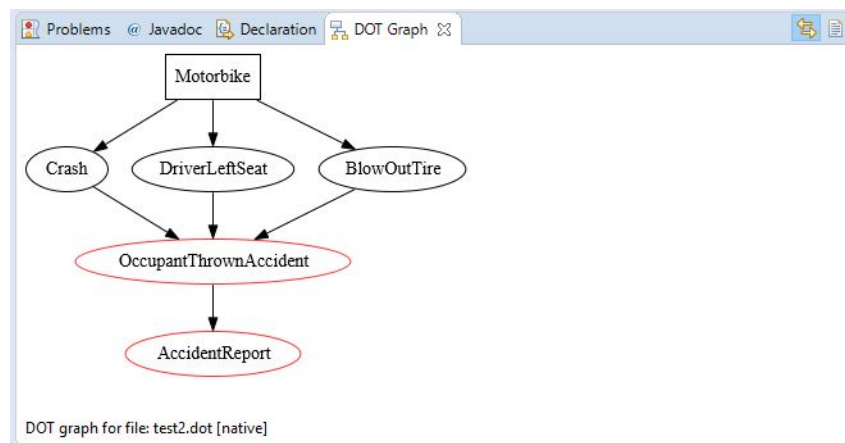 Problems @ Javadoc Declaration DOT Graph
Motorbike
Crash DriverLeftSeat BlowOutTire
OccupantThrownAccident
AccidentReport
DOT graph for file: test2.dot [native]